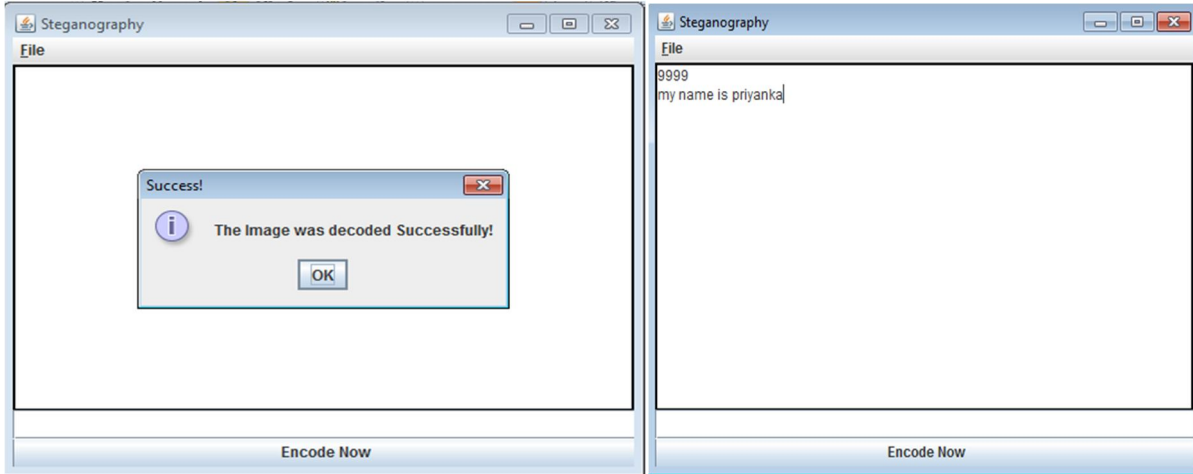 Steganography
File
Success!
The Image was decoded Successfully!
OK
Encode Now
Steganography
File
9999
my name is priyanka
Encode Now